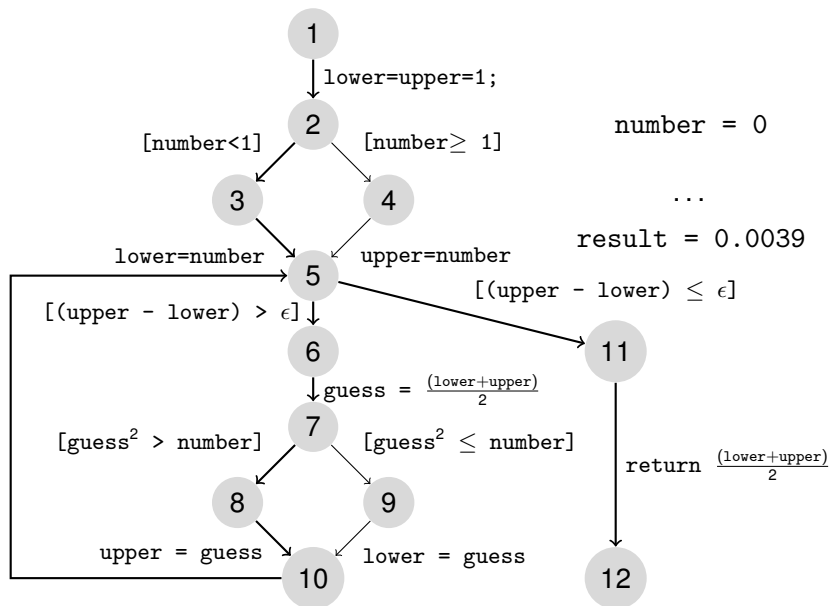 1
lower=upper=1;
2
number = 0
[number<1]
[number≥ 1]
3
4
...
result = 0.0039
lower=number
upper=number
5
[(upper - lower) ≤ ϵ]
[(upper - lower) > ϵ]
6
11
guess = (lower+upper)/2
7
[guess² > number]
[guess² ≤ number]
return (lower+upper)/2
8
9
upper = guess
lower = guess
10
12